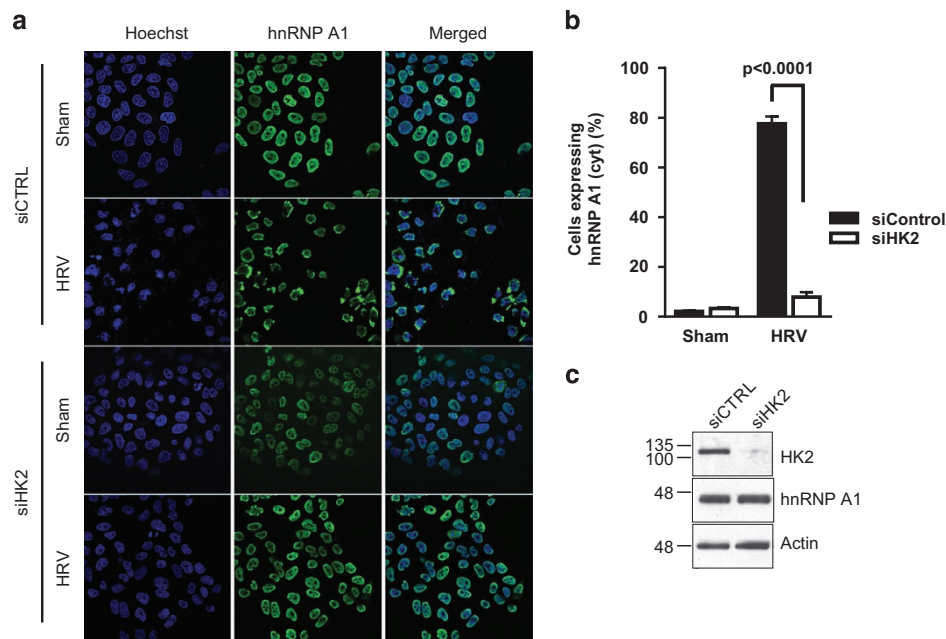 a
Hoechst
hnRNP A1
Merged
siCTRL
Sham
HRV
siHK2
Sham
HRV
b
Cells expressing
hnRNP A1 (cyt) (%)
100
80
60
40
20
0
p<0.0001
Sham
HRV
siControl
siHK2
c
siCTRL
siHK2
135
100
HK2
48
hnRNP A1
48
Actin